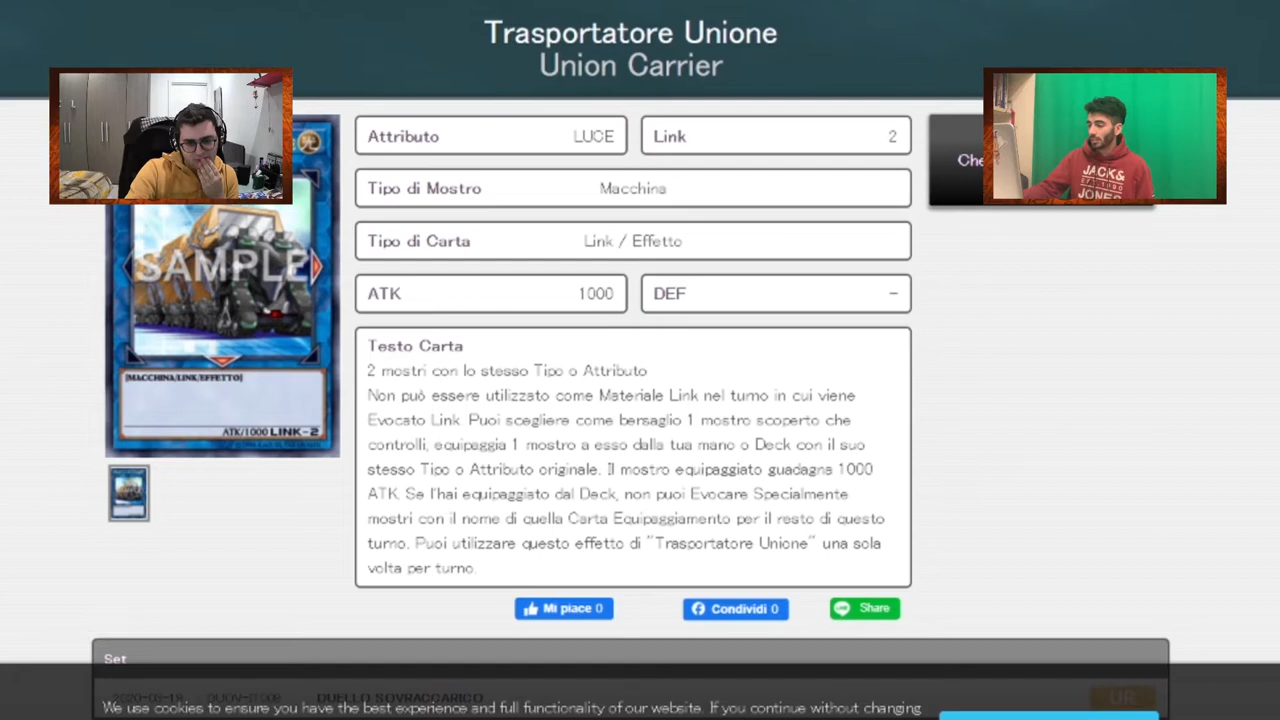 Trasportatore Unione
Union Carrier
Attributo LUCE
Link 2
Tipo di Mostro Macchina
Tipo di Carta Link / Effetto
ATK 1000
DEF -
Testo Carta
2 mostri con lo stesso Tipo o Attributo
Non può essere utilizzato come Materiale Link nel turno in cui viene
Evocato Link. Puoi scegliere come bersaglio 1 mostro scoperto che
controlli, equipaggia 1 mostro a esso dalla tua mano o Deck con il suo
stesso Tipo o Attributo originale. Il mostro equipaggiato guadagna 1000
ATK. Se l'hai equipaggiato dal Deck, non puoi Evocare Specialmente
mostri con il nome di quella Carta Equipaggiamento per il resto di questo
turno. Puoi utilizzare questo effetto di "Trasportatore Unione" una sola
volta per turno.
SAMPLE
[MACCHINA/LINK/EFFETTO]
ATK/1000 LINK-2
Che
JACK&
JONES
Mi piace 0
Condividi 0
Share
Set
DUELLO SOVRACCARICO
UR
We use cookies to ensure you have the best experience and full functionality of our website. If you continue without changing